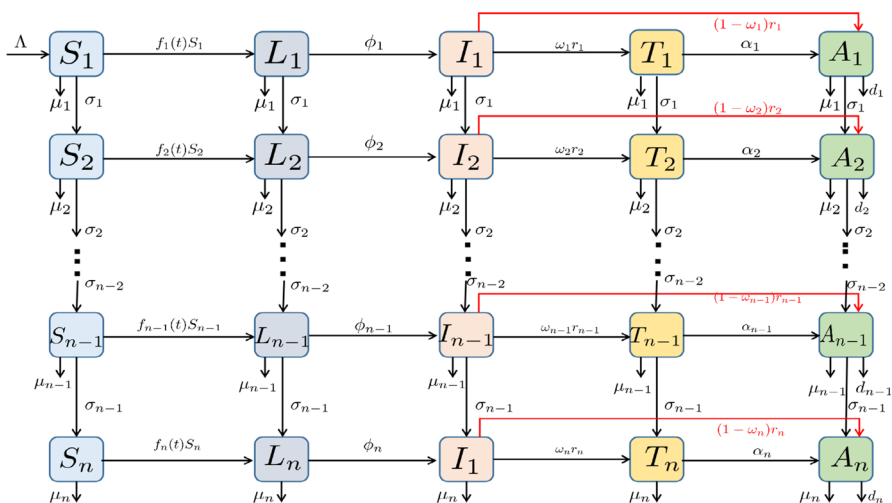 (1 − ω₁)r₁
Λ S₁ f₁(t)S₁ L₁ ϕ₁ I₁ ω₁r₁ T₁ α₁ A₁
μ₁ σ₁ μ₁ σ₁ μ₁ σ₁ μ₁ σ₁ μ₁ σ₁ d₁
(1 − ω₂)r₂
S₂ f₂(t)S₂ L₂ ϕ₂ I₂ ω₂r₂ T₂ α₂ A₂
μ₂ μ₂ μ₂ μ₂ μ₂ d₂
σ₂ σ₂ σ₂ σ₂ σ₂
σₙ₋₂ σₙ₋₂ σₙ₋₂ σₙ₋₂ σₙ₋₂
(1 − ωₙ₋₁)rₙ₋₁
Sₙ₋₁ fₙ₋₁(t)Sₙ₋₁ Lₙ₋₁ ϕₙ₋₁ Iₙ₋₁ ωₙ₋₁rₙ₋₁ Tₙ₋₁ αₙ₋₁ Aₙ₋₁
μₙ₋₁ μₙ₋₁ μₙ₋₁ μₙ₋₁ μₙ₋₁ dₙ₋₁
σₙ₋₁ σₙ₋₁ σₙ₋₁ σₙ₋₁ σₙ₋₁
(1 − ωₙ)rₙ
Sₙ fₙ(t)Sₙ Lₙ ϕₙ I₁ ωₙrₙ Tₙ αₙ Aₙ
μₙ μₙ μₙ μₙ μₙ dₙ